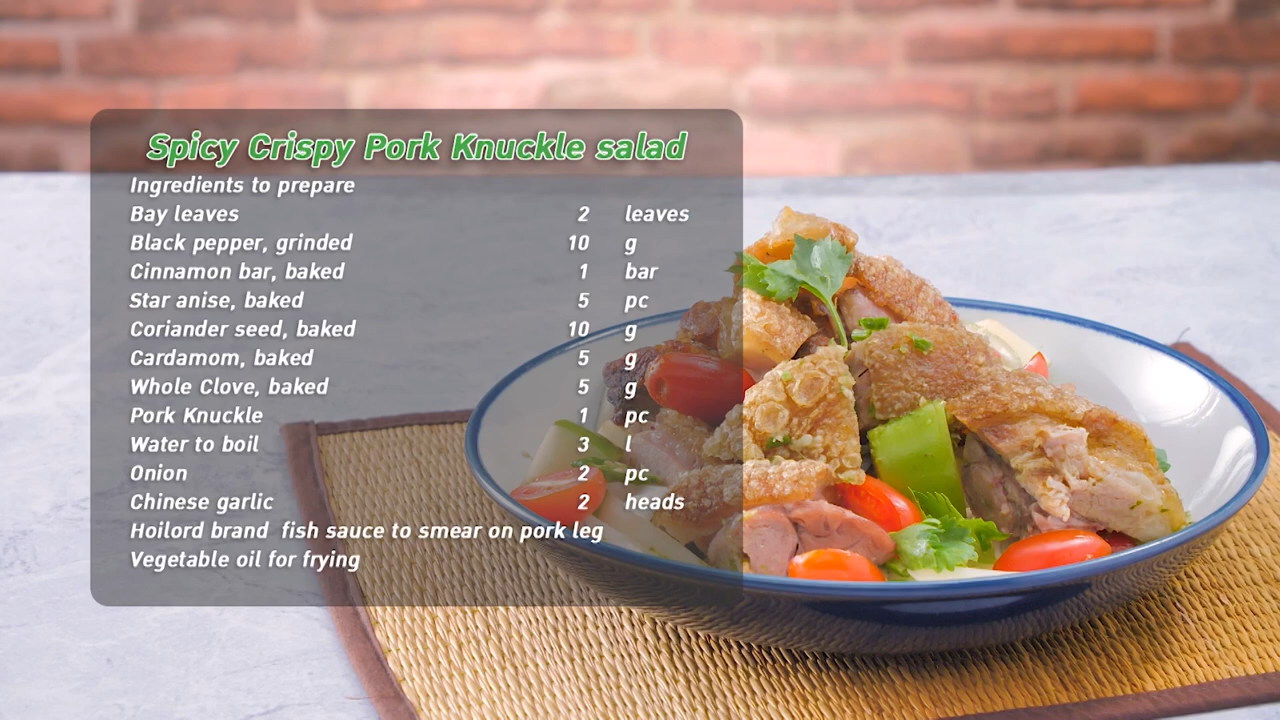 Spicy Crispy Pork Knuckle salad
Ingredients to prepare
Bay leaves 2 leaves
Black pepper, grinded 10 g
Cinnamon bar, baked 1 bar
Star anise, baked 5 pc
Coriander seed, baked 10 g
Cardamom, baked 5 g
Whole Clove, baked 5 g
Pork Knuckle 1 pc
Water to boil 3 l
Onion 2 pc
Chinese garlic 2 heads
Hoilord brand fish sauce to smear on pork leg
Vegetable oil for frying